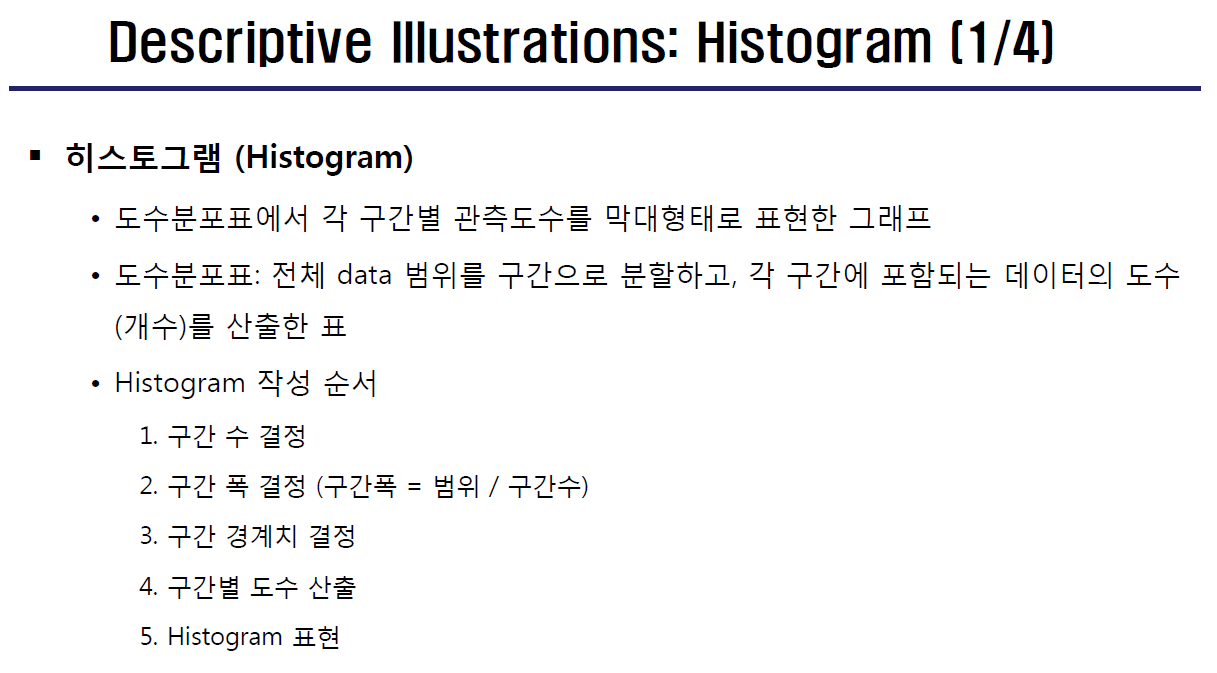 Descriptive Illustrations: Histogram (1/4)
▪ 히스토그램 (Histogram)
• 도수분포표에서 각 구간별 관측도수를 막대형태로 표현한 그래프
• 도수분포표: 전체 data 범위를 구간으로 분할하고, 각 구간에 포함되는 데이터의 도수
(개수)를 산출한 표
• Histogram 작성 순서
1. 구간 수 결정
2. 구간 폭 결정 (구간폭 = 범위 / 구간수)
3. 구간 경계치 결정
4. 구간별 도수 산출
5. Histogram 표현